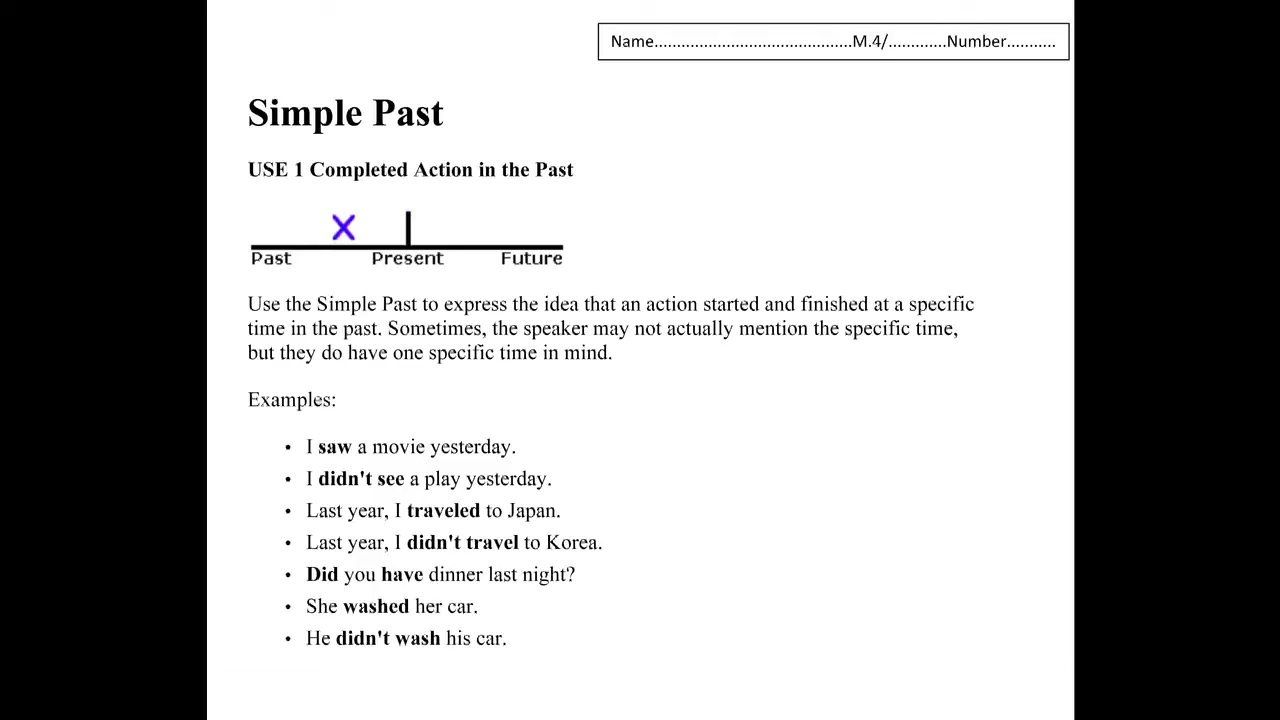 Name............................................M.4/.............Number...........
Simple Past
USE 1 Completed Action in the Past
X
Past Present Future
Use the Simple Past to express the idea that an action started and finished at a specific
time in the past. Sometimes, the speaker may not actually mention the specific time,
but they do have one specific time in mind.
Examples:
• I saw a movie yesterday.
• I didn't see a play yesterday.
• Last year, I traveled to Japan.
• Last year, I didn't travel to Korea.
• Did you have dinner last night?
• She washed her car.
• He didn't wash his car.